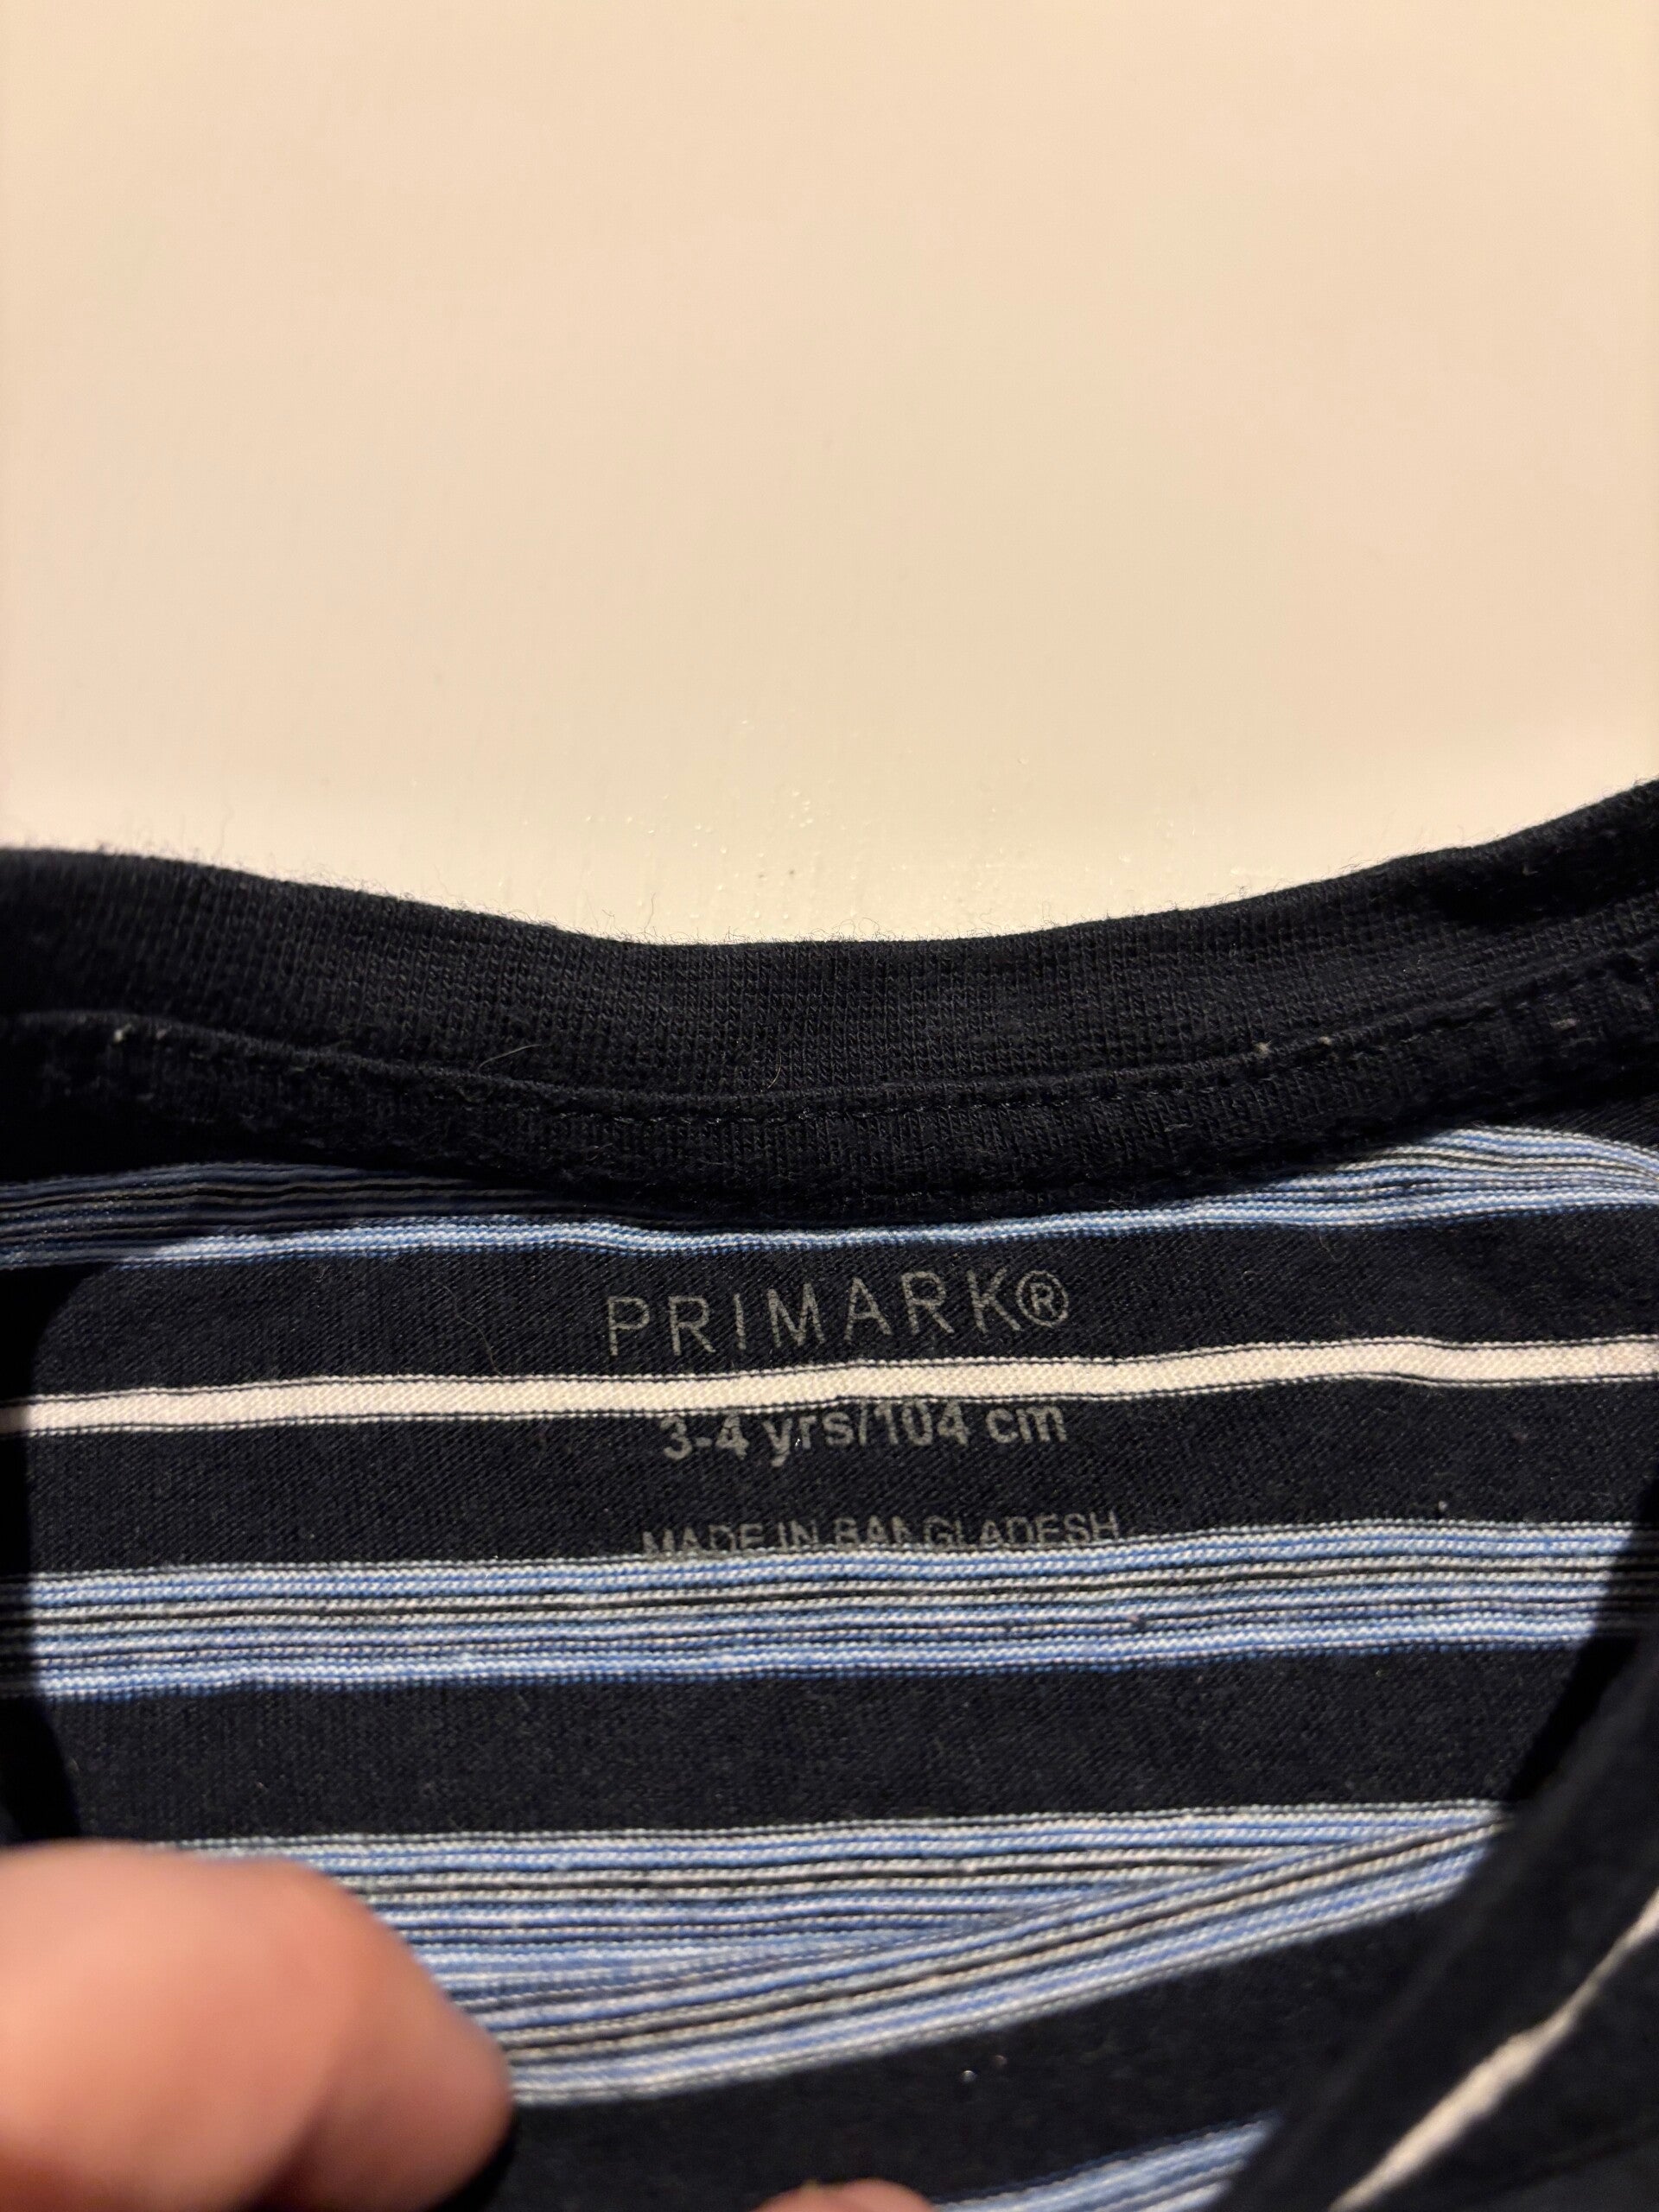 PRIMARK®
3-4 yrs/104 cm
MADE IN BANGLADESH